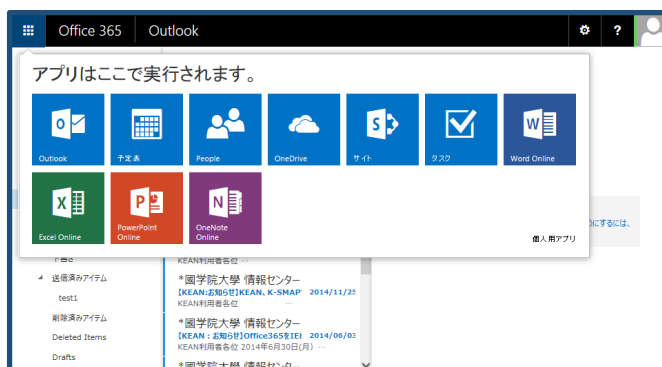 Office 365 Outlook ?
アプリはここで実行されます。
Outlook 予定表 People OneDrive サイト タスク Word Online
Excel Online PowerPoint Online OneNote Online
個人用アプリ
にするには、
下書き
KEAN利用者各位 …
送信済みアイテム
test1
削除済みアイテム
Deleted Items
Drafts
*國学院大學 情報センター
【KEAN:お知らせ】KEAN、K-SMAPY 2014/11/25
KEAN利用者各位 …
*國学院大學 情報センター
【KEAN：お知らせ】Office365をIE8 2014/06/03
KEAN利用者各位 2014年6月30日(月) …
*國学院大學 情報センター